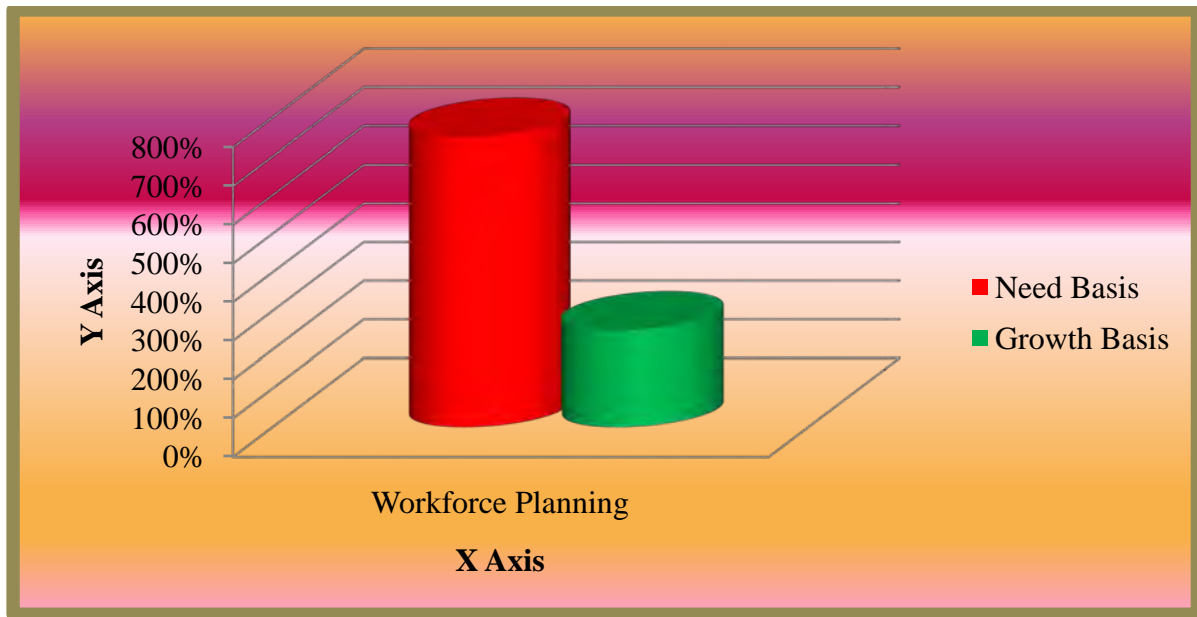 800%
700%
600%
500%
400%
300%
200%
100%
0%
Y Axis
Workforce Planning
X Axis
Need Basis
Growth Basis